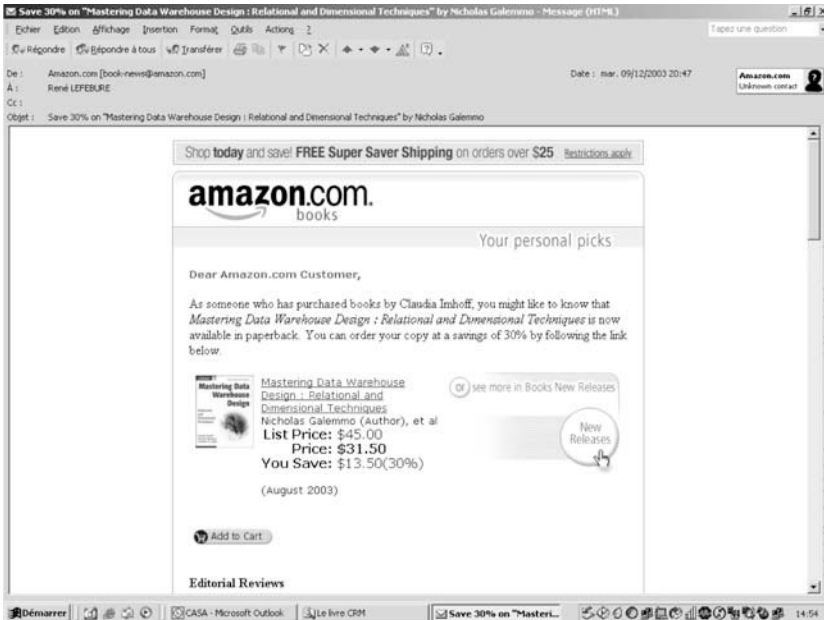 Save 30% on "Mastering Data Warehouse Design : Relational and Dimensional Techniques" by Nicholas Galemmo - Message (HTML)
Fichier Edition Affichage Insertion Format Outils Actions ?
Tapez une question
Répondre Répondre à tous Transférer
De : Amazon.com [book-news@amazon.com]
Date : mar. 09/12/2003 20:47
Amazon.com
Unknown contact
À : René LEFEBURE
Cc :
Objet : Save 30% on "Mastering Data Warehouse Design : Relational and Dimensional Techniques" by Nicholas Galemmo
Shop today and save! FREE Super Saver Shipping on orders over $25 Restrictions apply
amazon.com.
books
Your personal picks
Dear Amazon.com Customer,
As someone who has purchased books by Claudia Imhoff, you might like to know that
Mastering Data Warehouse Design : Relational and Dimensional Techniques is now
available in paperback. You can order your copy at a savings of 30% by following the link
below.
Mastering Data
Warehouse
Design
Mastering Data Warehouse
Design : Relational and
Dimensional Techniques
Nicholas Galemmo (Author), et al
List Price: $45.00
Price: $31.50
You Save: $13.50(30%)
(August 2003)
or see more in Books New Releases
New
Releases
Add to Cart
Editorial Reviews
Démarrer
CASA - Microsoft Outlook
Le livre CRM
Save 30% on "Masteri...
14:54